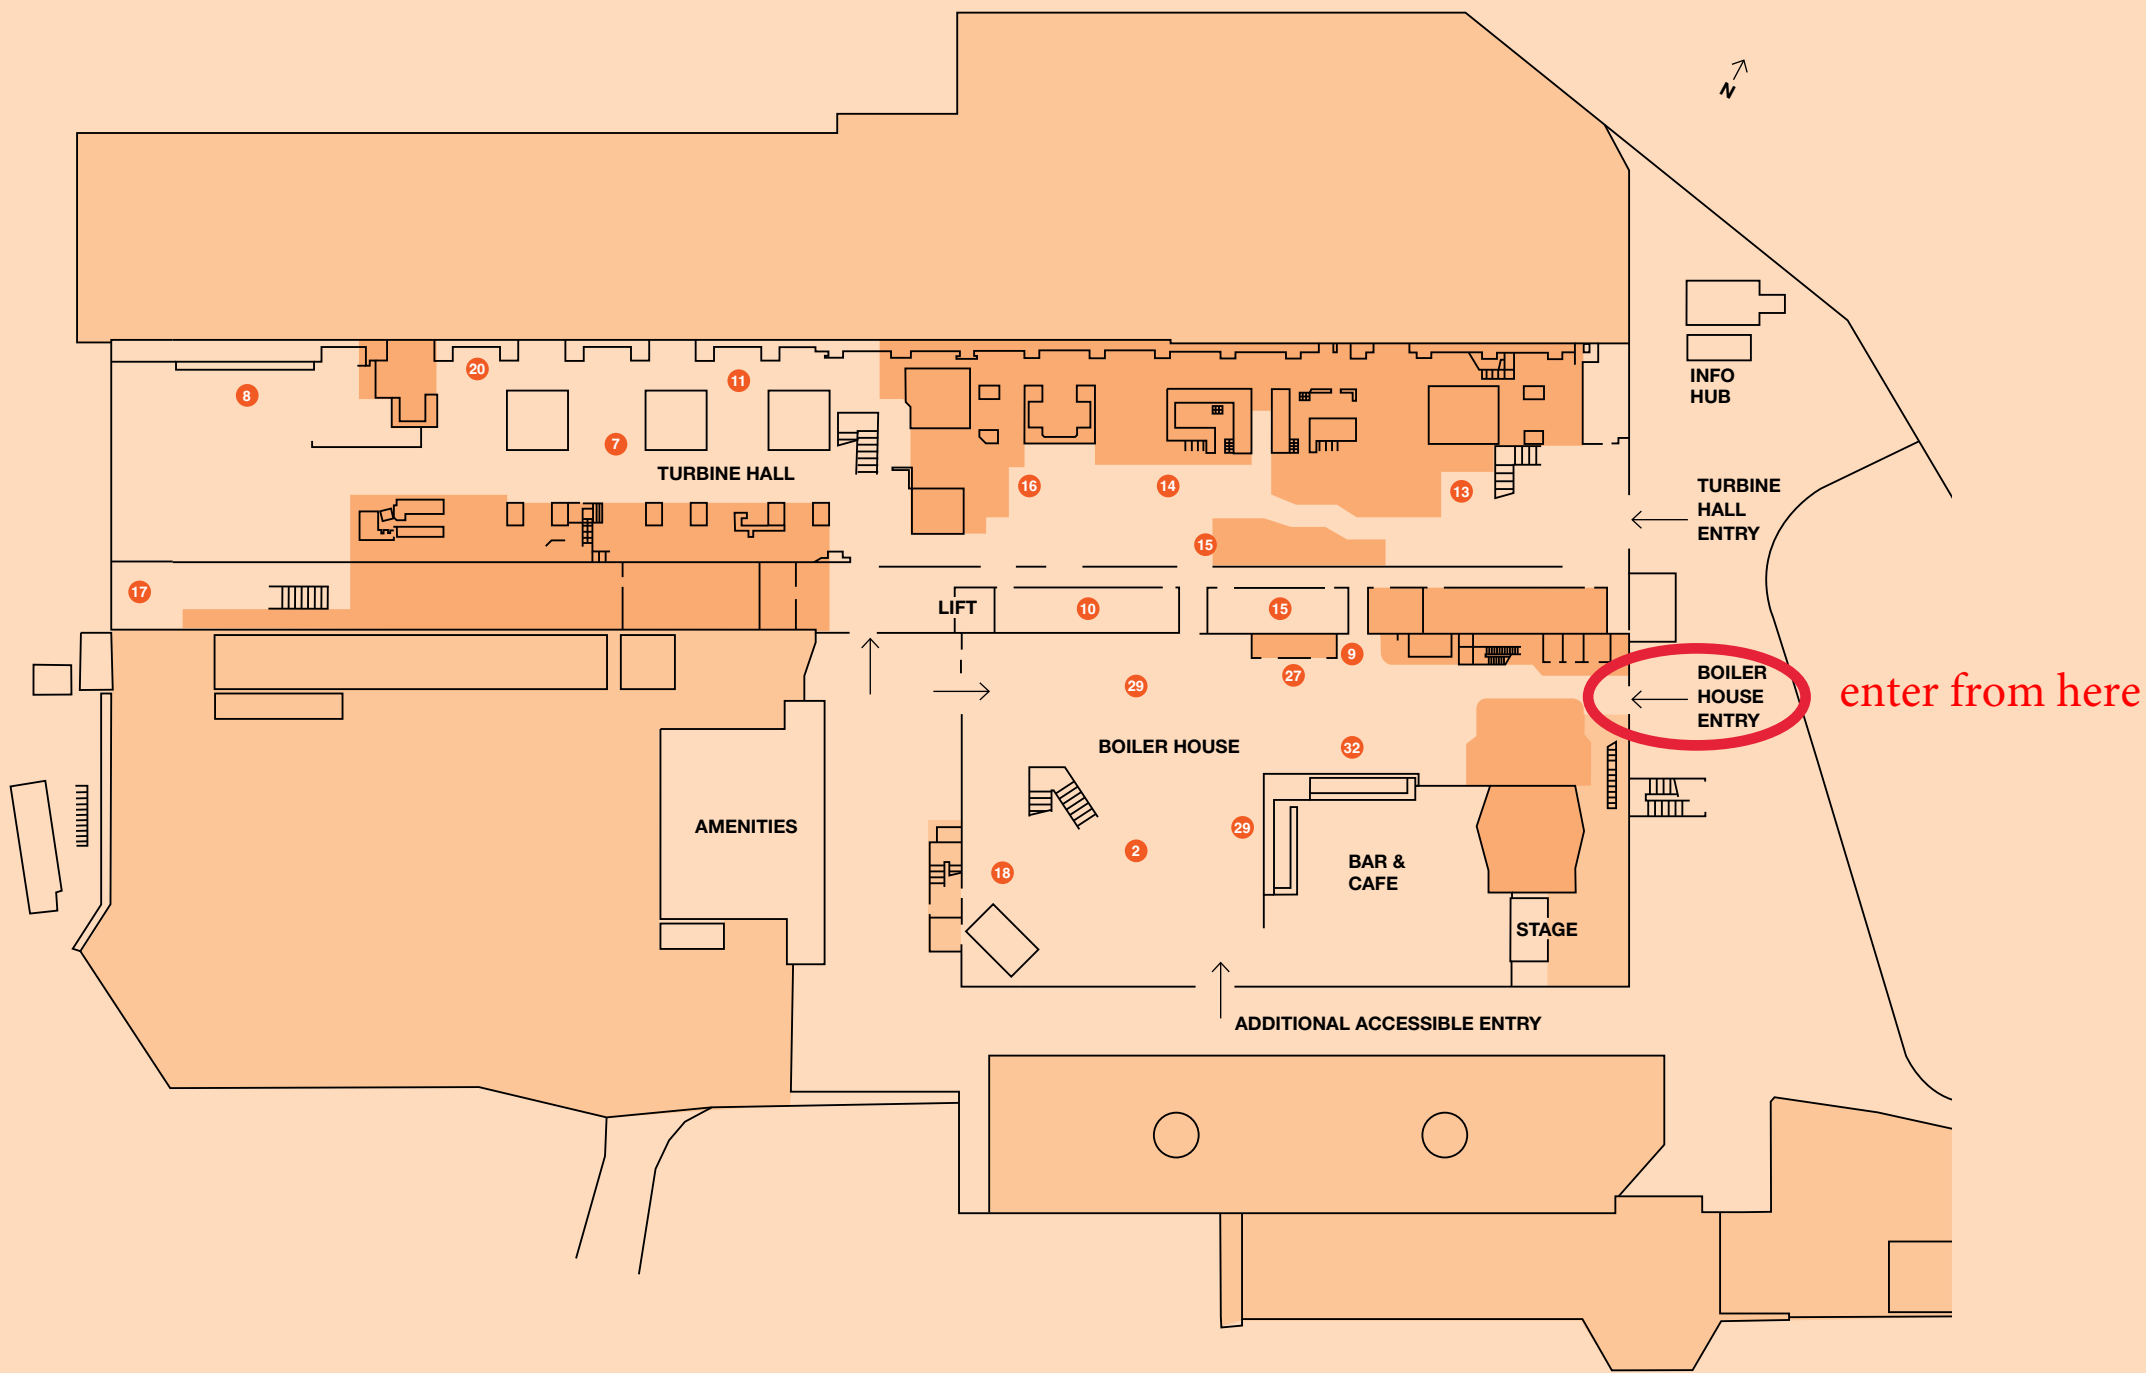 N
INFO
HUB
20
11
8
7
TURBINE HALL
16
14
13
TURBINE
HALL
ENTRY
15
17
LIFT
10
15
9
27
29
BOILER
HOUSE
ENTRY
enter from here
BOILER HOUSE
32
AMENITIES
29
2
18
BAR &
CAFE
STAGE
ADDITIONAL ACCESSIBLE ENTRY